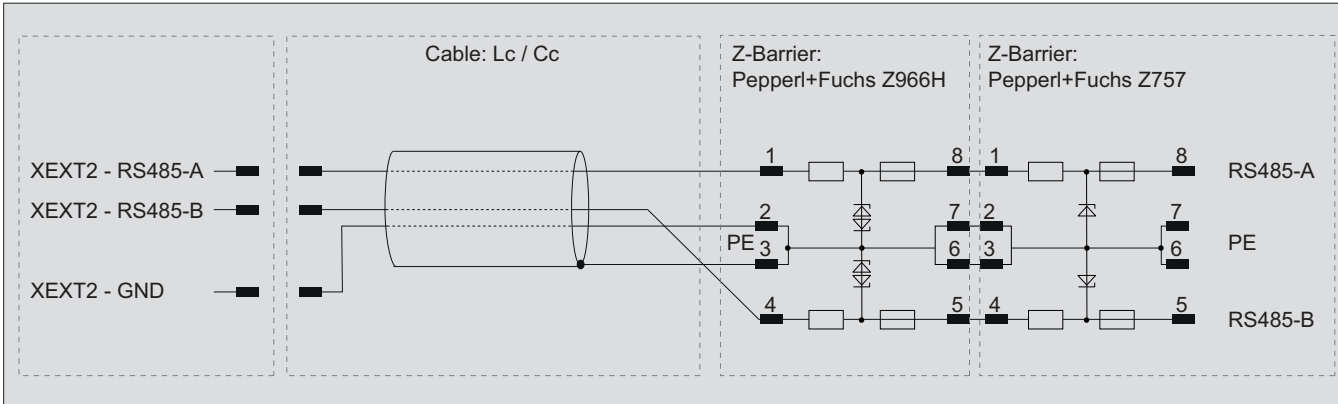 Cable: Lc / Cc
Z-Barrier:
Pepperl+Fuchs Z966H
Z-Barrier:
Pepperl+Fuchs Z757
XEXT2 - RS485-A
1
8
1
8
RS485-A
XEXT2 - RS485-B
2
7
2
7
PE
3
6
3
6
PE
XEXT2 - GND
4
5
4
5
RS485-B